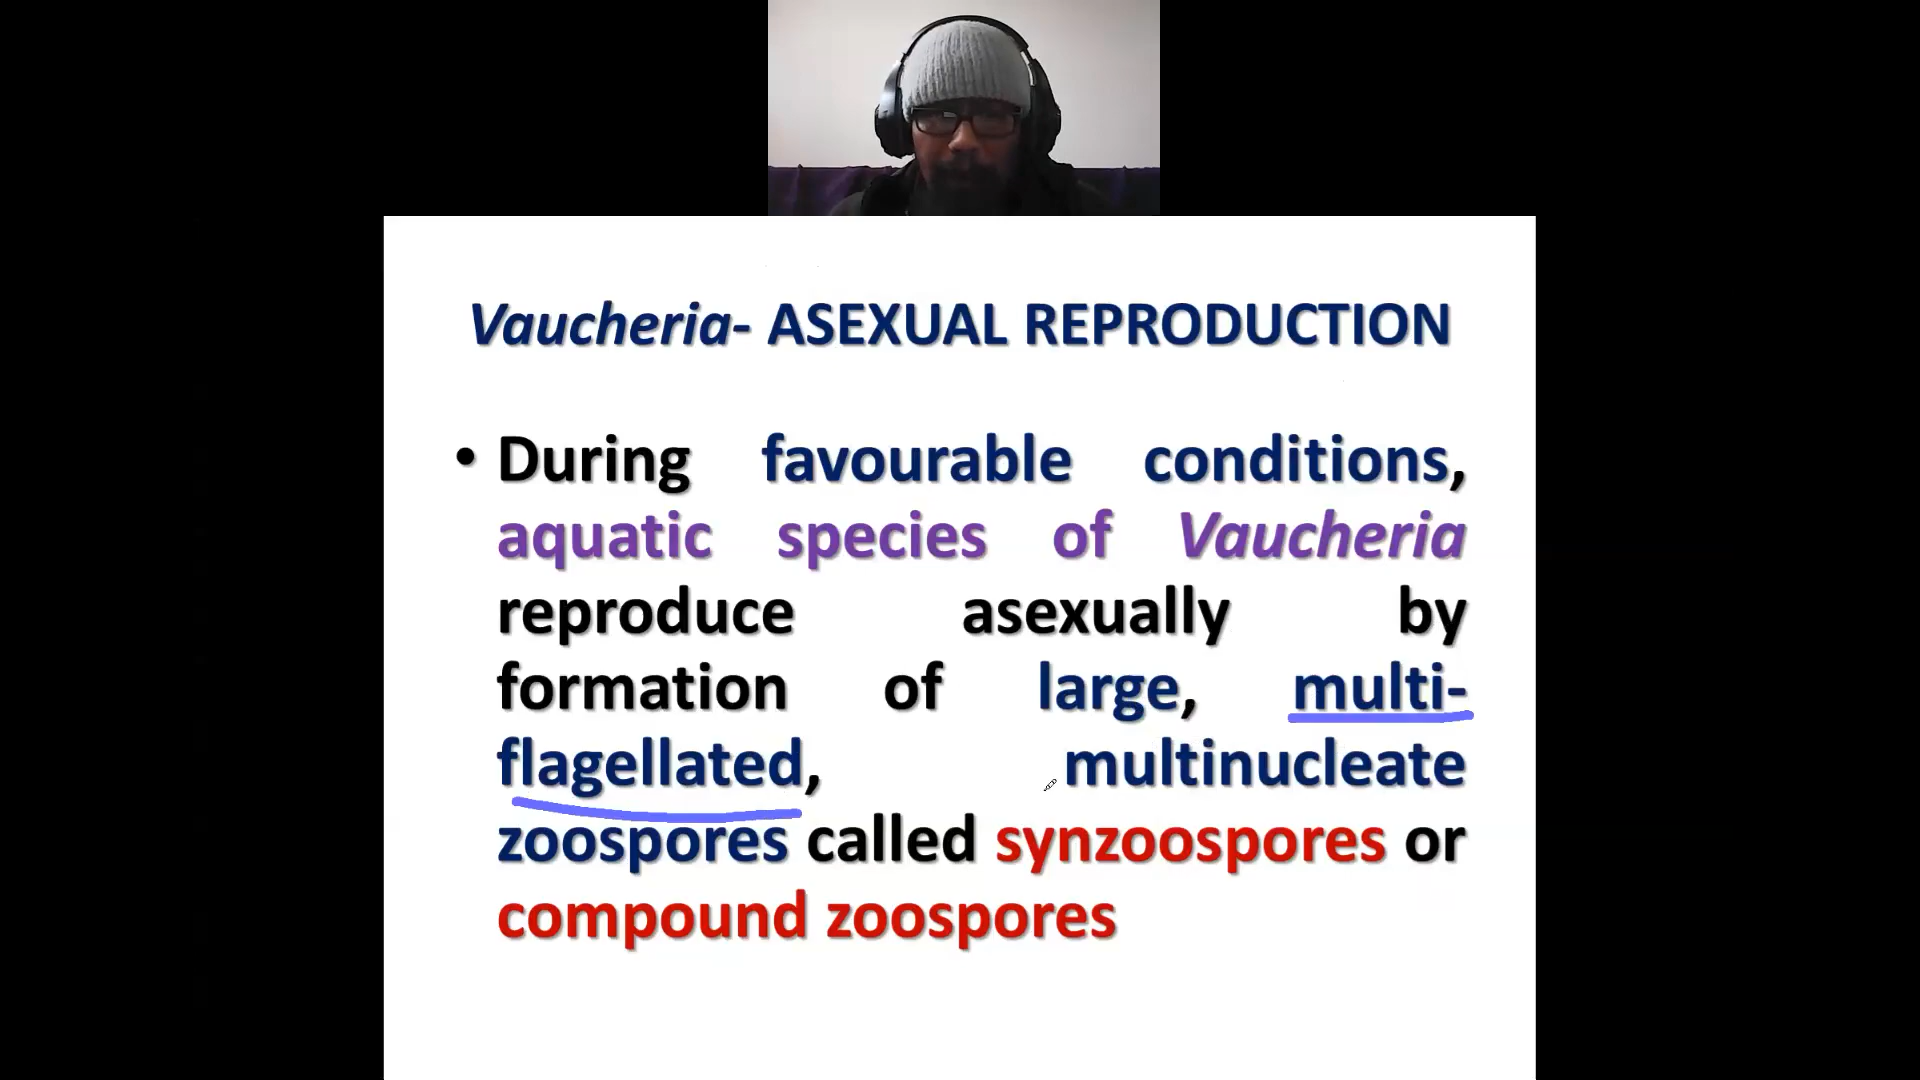 Vaucheria- ASEXUAL REPRODUCTION
• During favourable conditions,
aquatic species of Vaucheria
reproduce asexually by
formation of large, multi-
flagellated, multinucleate
zoospores called synzoospores or
compound zoospores